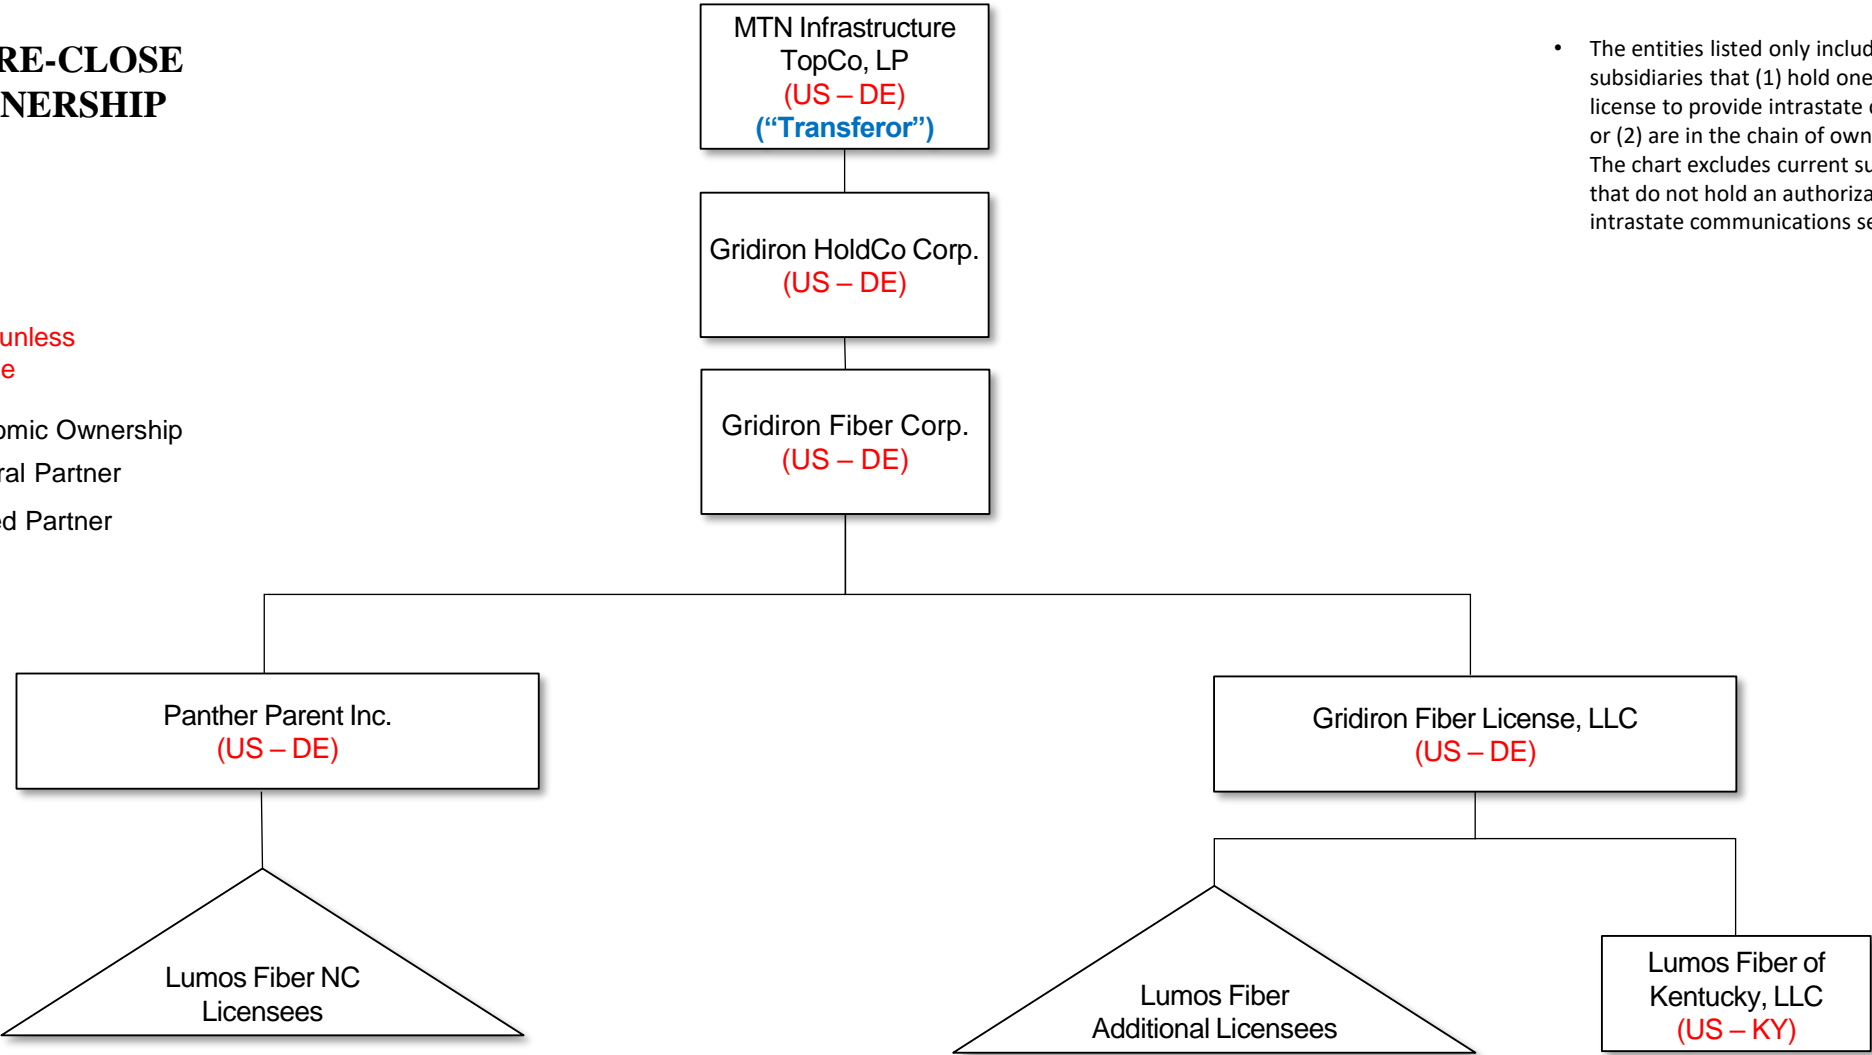 RE-CLOSE
NERSHIP
unless
e
omic Ownership
ral Partner
ed Partner
MTN Infrastructure
TopCo, LP
(US – DE)
(“Transferor”)
Gridiron HoldCo Corp.
(US – DE)
Gridiron Fiber Corp.
(US – DE)
• The entities listed only includ
subsidiaries that (1) hold one
license to provide intrastate c
or (2) are in the chain of own
The chart excludes current su
that do not hold an authoriza
intrastate communications se
Panther Parent Inc.
(US – DE)
Gridiron Fiber License, LLC
(US – DE)
Lumos Fiber NC
Licensees
Lumos Fiber
Additional Licensees
Lumos Fiber of
Kentucky, LLC
(US – KY)